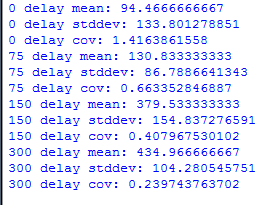 0 delay mean: 94.4666666667
0 delay stddev: 133.801278851
0 delay cov: 1.4163861558
75 delay mean: 130.833333333
75 delay stddev: 86.7886641343
75 delay cov: 0.663352846887
150 delay mean: 379.533333333
150 delay stddev: 154.837276591
150 delay cov: 0.407967530102
300 delay mean: 434.966666667
300 delay stddev: 104.280545751
300 delay cov: 0.239743763702